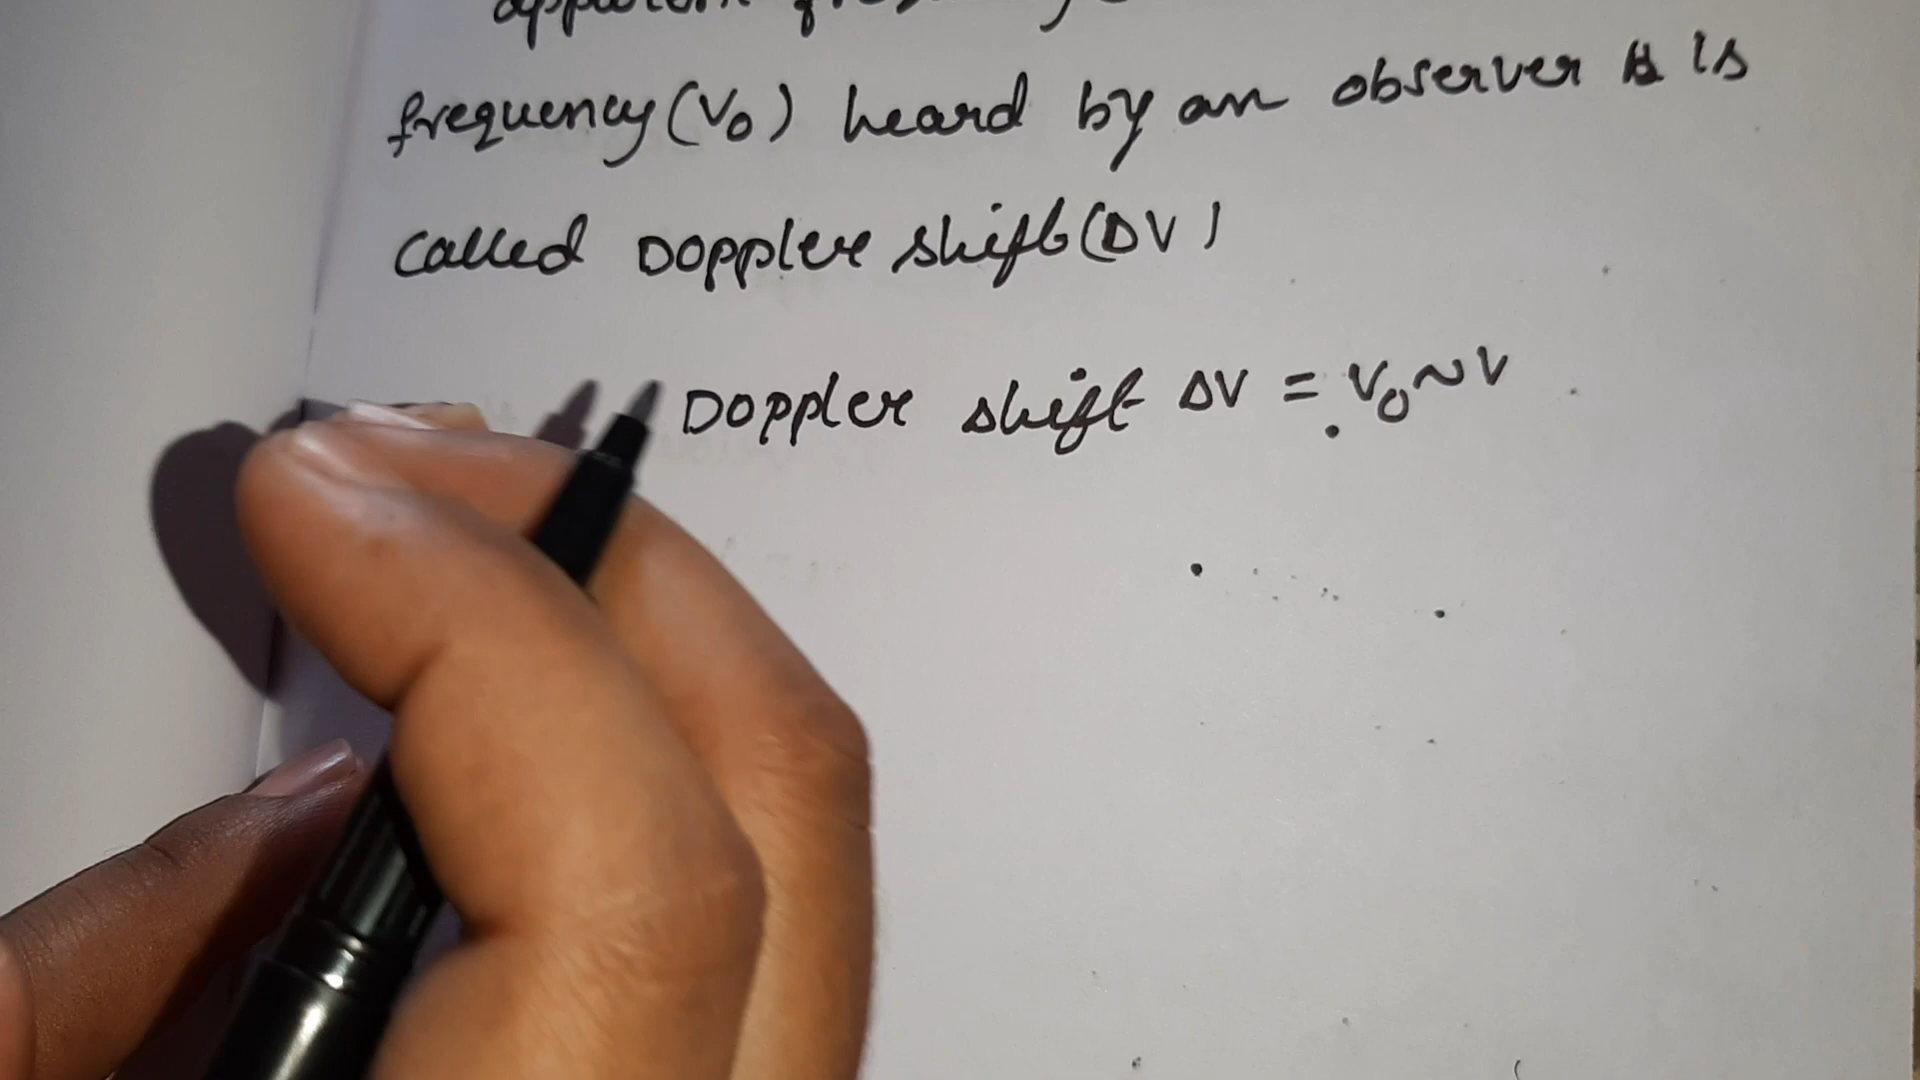 frequency (V₀) heard by an observer is
called Doppler shift (ΔV)
Doppler shift ΔV = V₀ ~ V